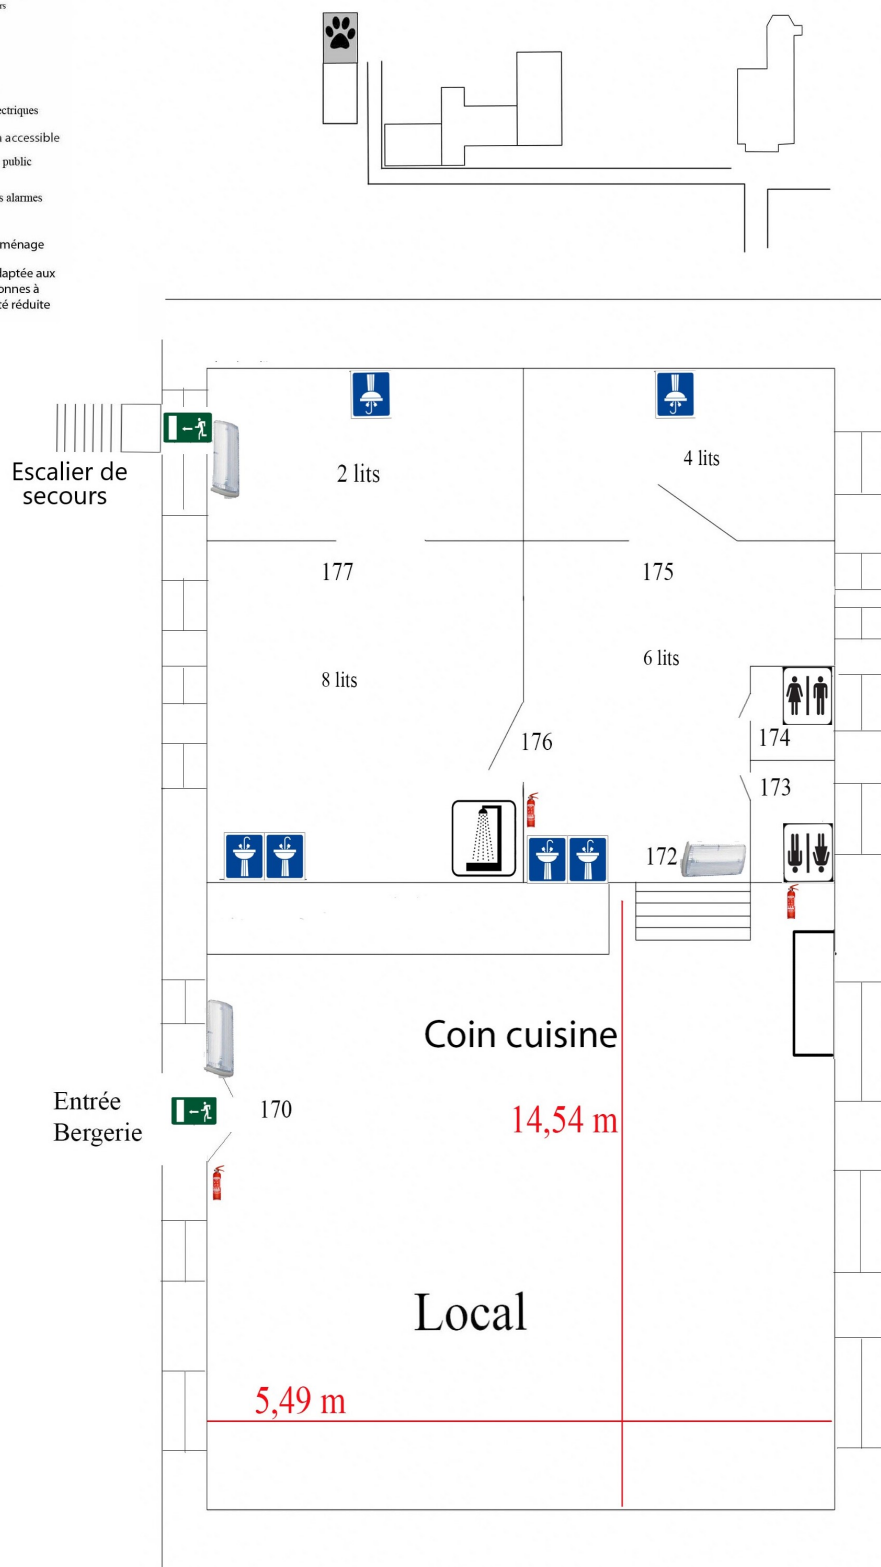 ectriques
accessible
public
s alarmes
ménage
daptée aux
onnes à
té réduite
Escalier de
secours
2 lits
4 lits
177
175
8 lits
6 lits
176
174
173
172
Coin cuisine
Entrée
Bergerie
170
14,54 m
Local
5,49 m